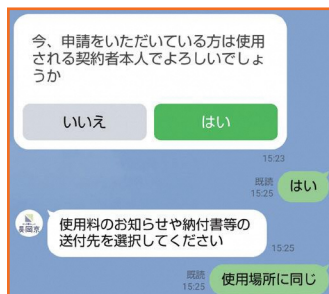 今、申請をいただいている方は使用
される契約者本人でよろしいでしょ
うか
いいえ
はい
15:23
既読
15:25
はい
長岡京
使用料のお知らせや納付書等の
送付先を選択してください
15:25
既読
15:25
使用場所に同じ